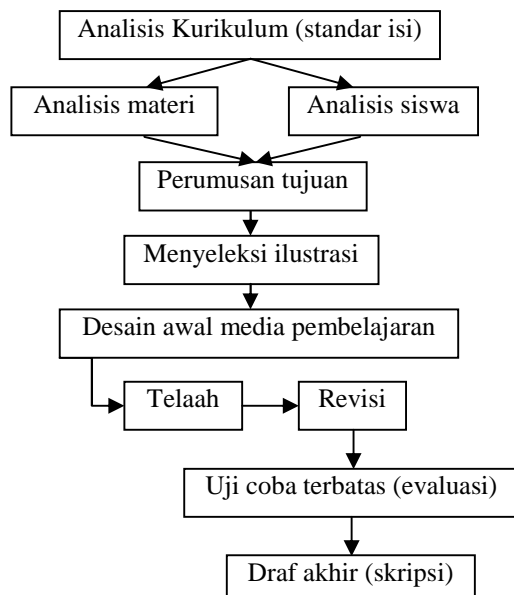 Analisis Kurikulum (standar isi)
Analisis materi
Analisis siswa
Perumusan tujuan
Menyeleksi ilustrasi
Desain awal media pembelajaran
Telaah
Revisi
Uji coba terbatas (evaluasi)
Draf akhir (skripsi)